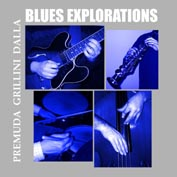 BLUES EXPLORATIONS
PREMUDA GRILLINI DALLA